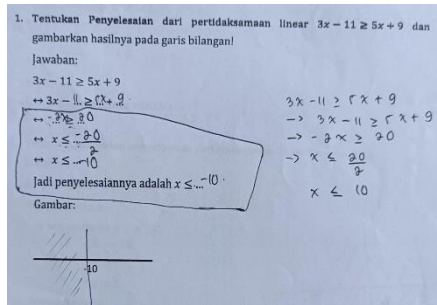 1. Tentukan Penyelesaian dari pertidaksamaan linear 3x − 11 ≥ 5x + 9 dan
gambarkan hasilnya pada garis bilangan!
Jawaban:
3x − 11 ≥ 5x + 9
↔ 3x − 11 ≥ 5x + 9
↔ -2x ≥ 20
↔ x ≤ -20/2
↔ x ≤ -10
Jadi penyelesaiannya adalah x ≤ -10
Gambar:
-10
3x -11 ≥ 5x + 9
-> 3x -11 ≥ 5x + 9
-> -2x ≥ 20
-> x ≤ 20/2
x ≤ 10